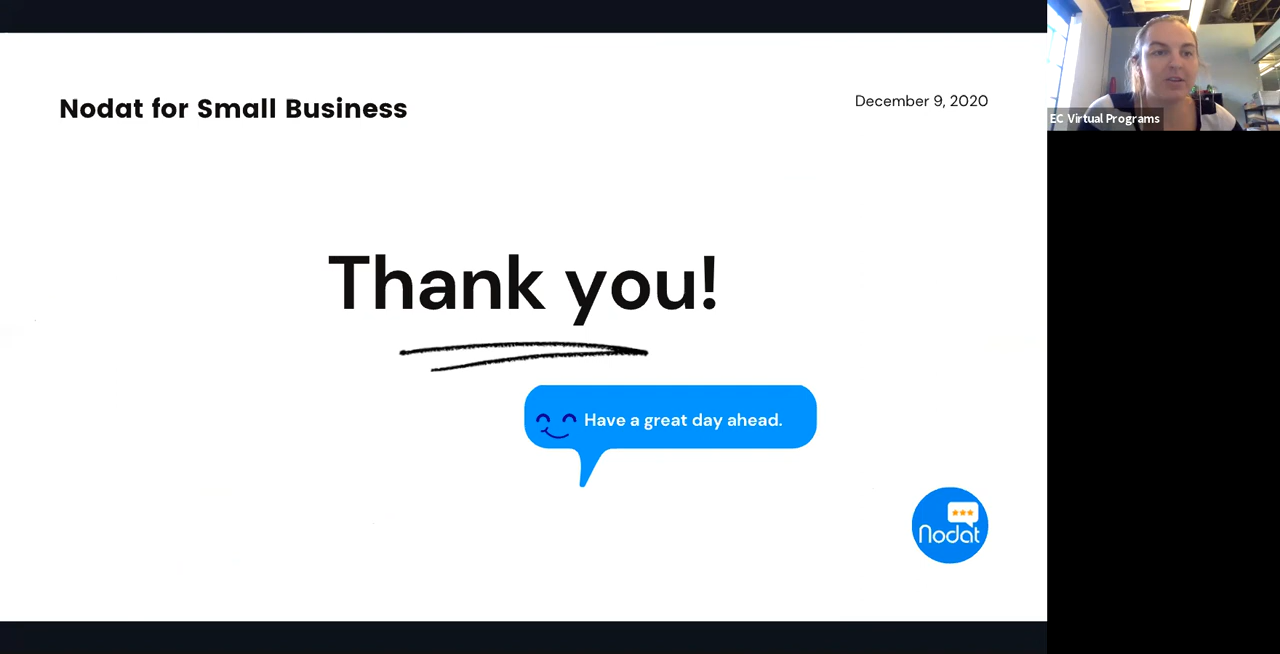 Nodat for Small Business
December 9, 2020
Thank you!
Have a great day ahead.
Nodat
EC Virtual Programs